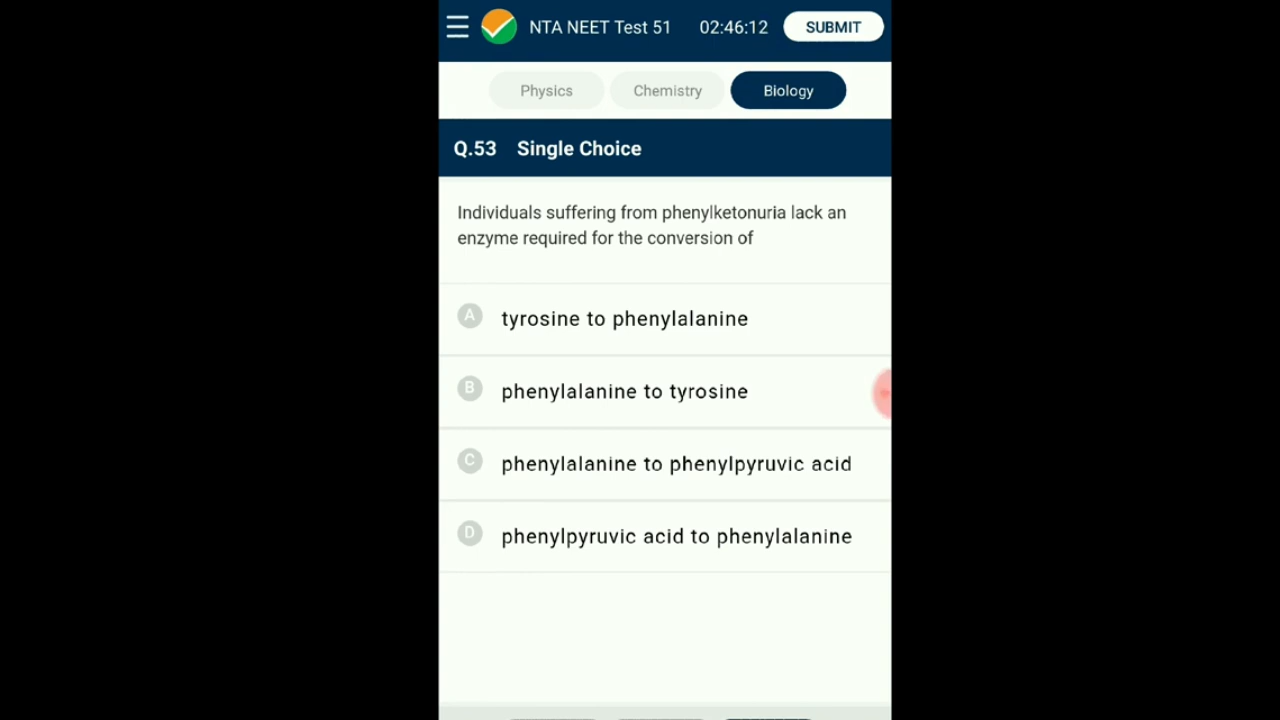 NTA NEET Test 51 02:46:12 SUBMIT
Physics Chemistry Biology
Q.53 Single Choice
Individuals suffering from phenylketonuria lack an
enzyme required for the conversion of
A tyrosine to phenylalanine
B phenylalanine to tyrosine
C phenylalanine to phenylpyruvic acid
D phenylpyruvic acid to phenylalanine